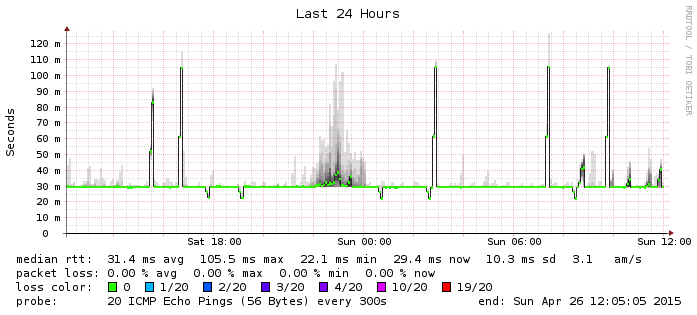 Last 24 Hours
RRDTOOL / TOBI OETIKER
Seconds
120 m
110 m
100 m
90 m
80 m
70 m
60 m
50 m
40 m
30 m
20 m
10 m
0
Sat 18:00 Sun 00:00 Sun 06:00 Sun 12:00
median rtt: 31.4 ms avg 105.5 ms max 22.1 ms min 29.4 ms now 10.3 ms sd 3.1 am/s
packet loss: 0.00 % avg 0.00 % max 0.00 % min 0.00 % now
loss color: 0 1/20 2/20 3/20 4/20 10/20 19/20
probe: 20 ICMP Echo Pings (56 Bytes) every 300s end: Sun Apr 26 12:05:05 2015